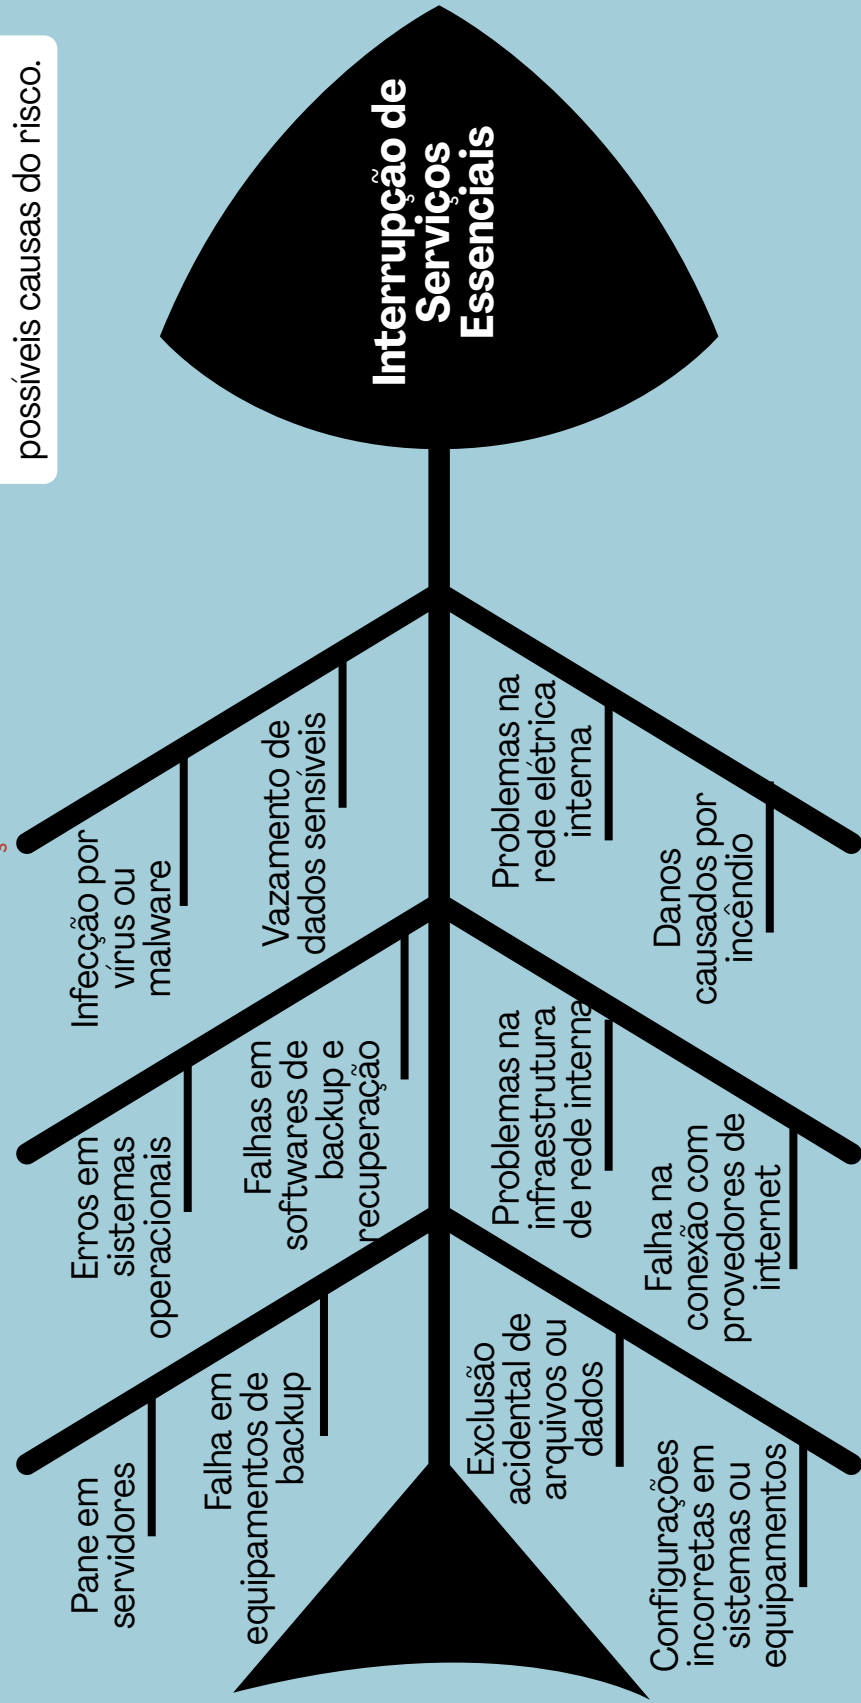 possíveis causas do risco.
Pane em
servidores
Falha em
equipamentos de
backup
Erros em
sistemas
operacionais
Falhas em
softwares de
backup e
recuperação
Infecção por
vírus ou
malware
Vazamento de
dados sensíveis
Interrupção de
Serviços
Essenciais
Exclusão
acidental de
arquivos ou
dados
Configurações
incorretas em
sistemas ou
equipamentos
Problemas na
infraestrutura
de rede interna
Falha na
conexão com
provedores de
internet
Problemas na
rede elétrica
interna
Danos
causados por
incêndio